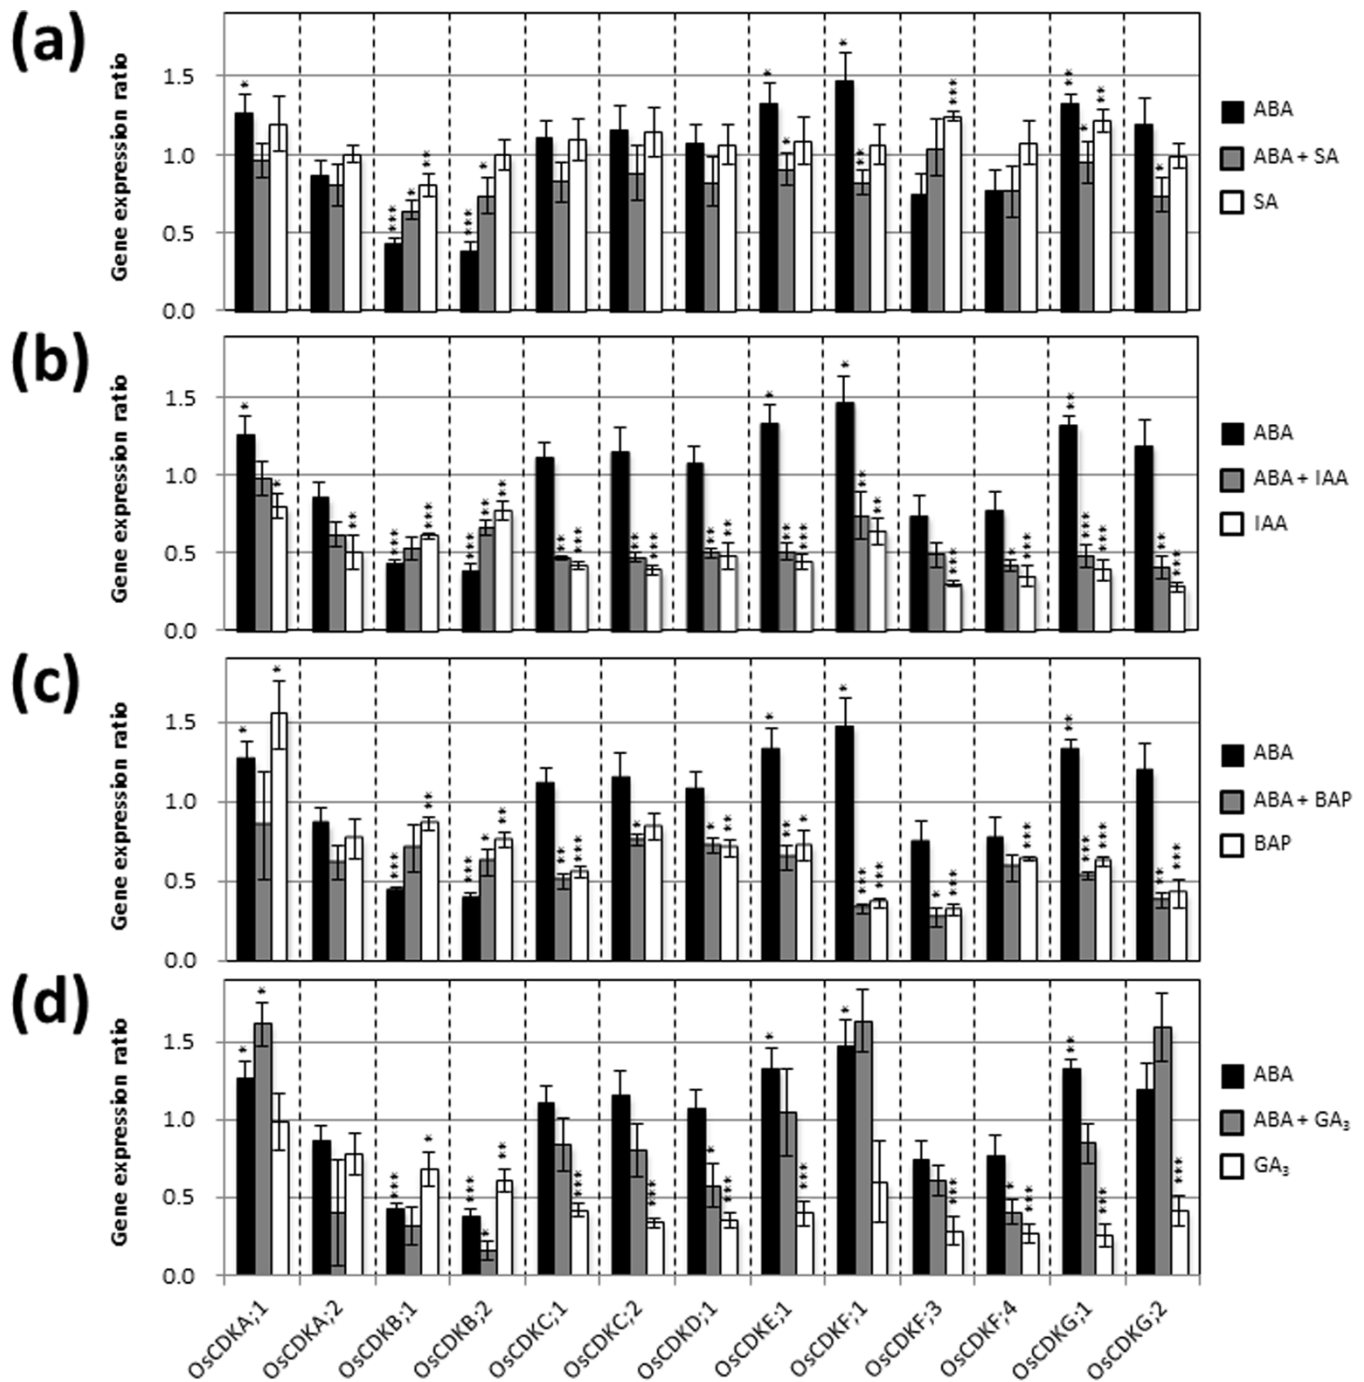 (a)
Gene expression ratio
1.5
1.0
0.5
0.0
ABA
ABA + SA
SA
(b)
Gene expression ratio
1.5
1.0
0.5
0.0
ABA
ABA + IAA
IAA
(c)
Gene expression ratio
1.5
1.0
0.5
0.0
ABA
ABA + BAP
BAP
(d)
Gene expression ratio
1.5
1.0
0.5
0.0
ABA
ABA + GA₃
GA₃
OsCDKA;1
OsCDKA;2
OsCDKB;1
OsCDKB;2
OsCDKC;1
OsCDKC;2
OsCDKD;1
OsCDKE;1
OsCDKF;1
OsCDKF;3
OsCDKF;4
OsCDKG;1
OsCDKG;2